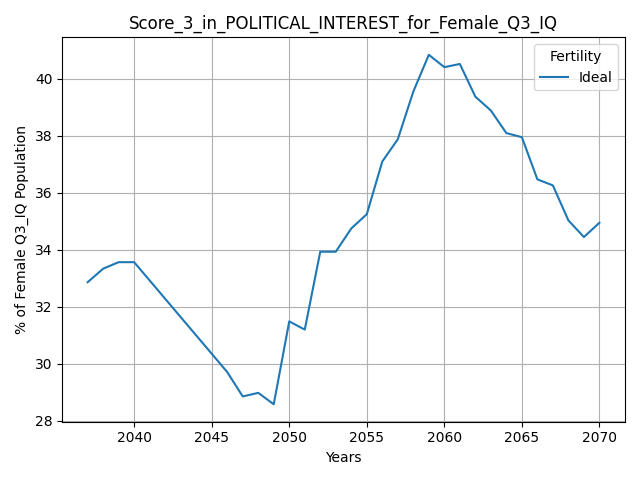 Score_3_in_POLITICAL_INTEREST_for_Female_Q3_IQ
Fertility
Ideal
% of Female Q3_IQ Population
40
38
36
34
32
30
28
2040 2045 2050 2055 2060 2065 2070
Years